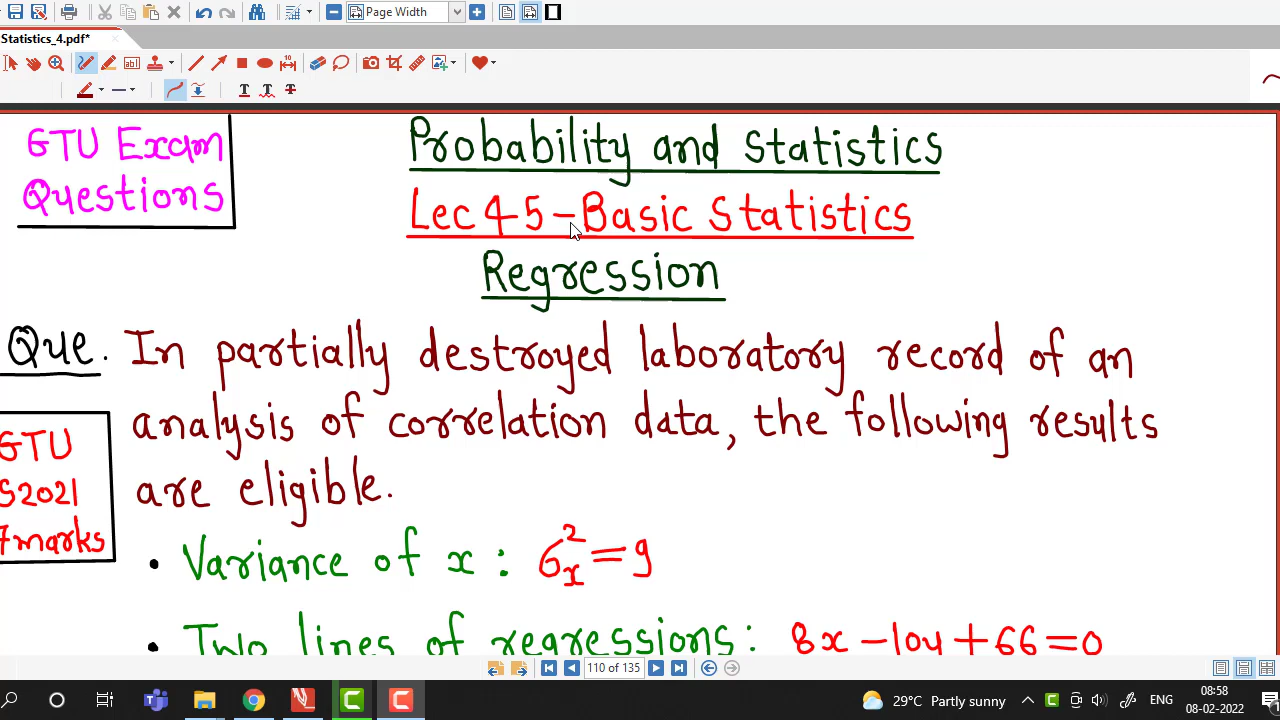 Page Width
Statistics_4.pdf*
GTU Exam
Questions
Probability and Statistics
Lec 45-Basic Statistics
Regression
Que. In partially destroyed laboratory record of an
analysis of correlation data, the following results
are eligible.
GTU
S2021
7marks
• Variance of x : σx² = 9
• Two lines of regressions: 8x - 10y + 66 = 0
110 of 135
29°C Partly sunny
ENG
08:58
08-02-2022